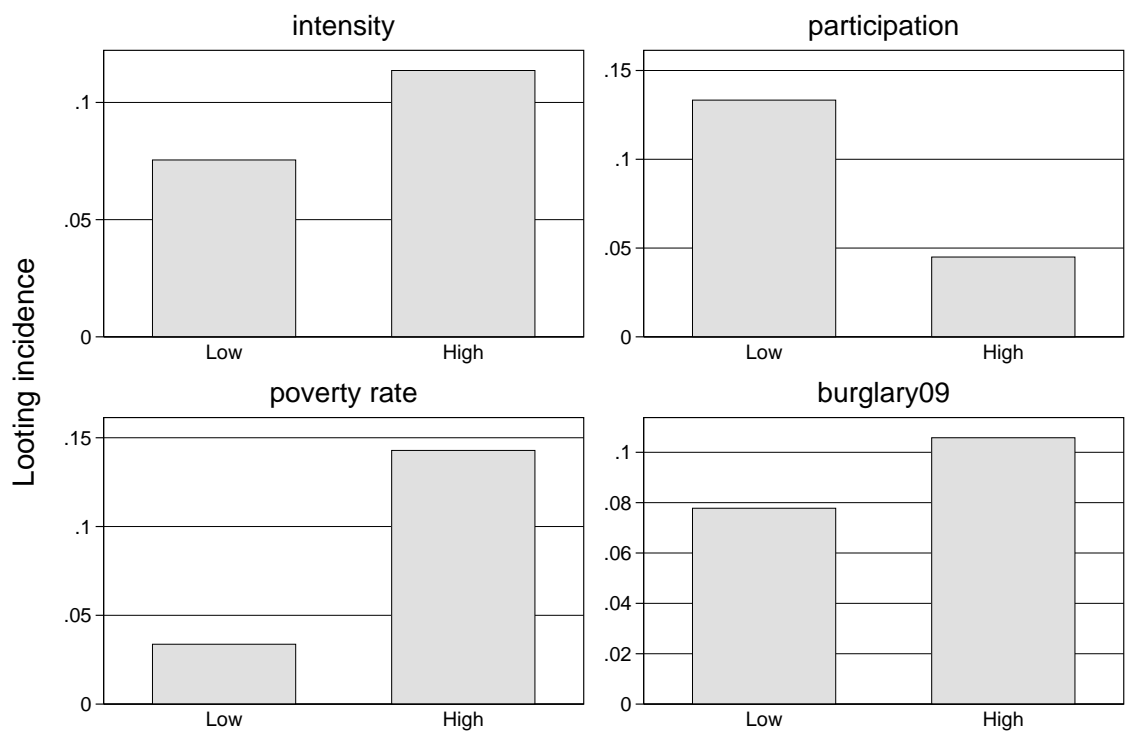 Looting incidence
intensity
.1
.05
0
Low High
participation
.15
.1
.05
0
Low High
poverty rate
.15
.1
.05
0
Low High
burglary09
.1
.08
.06
.04
.02
0
Low High